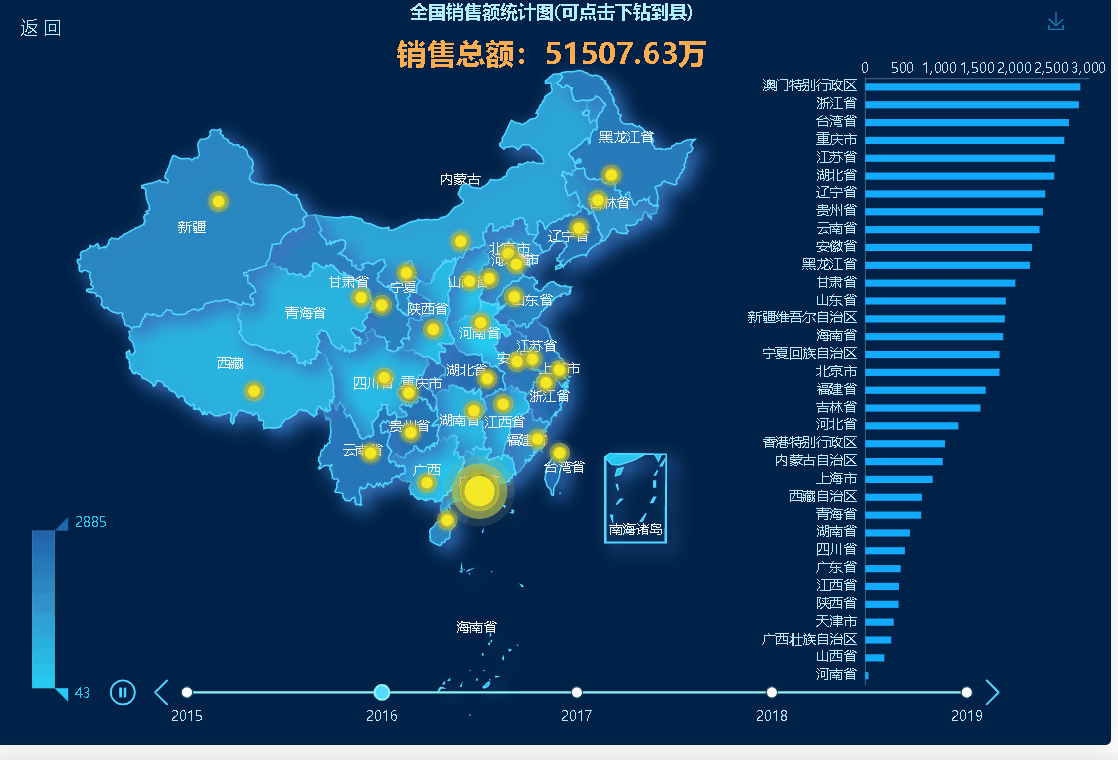 返 回
全国销售额统计图(可点击下钻到县)
销售总额：51507.63万
0 500 1,000 1,500 2,000 2,500 3,000
澳门特别行政区
浙江省
台湾省
重庆市
江苏省
湖北省
辽宁省
贵州省
云南省
安徽省
黑龙江省
甘肃省
山东省
新疆维吾尔自治区
海南省
宁夏回族自治区
北京市
福建省
吉林省
河北省
香港特别行政区
内蒙古自治区
上海市
西藏自治区
青海省
湖南省
四川省
广东省
江西省
陕西省
天津市
广西壮族自治区
山西省
河南省
黑龙江省
内蒙古
吉林省
新疆
辽宁省
北京市
甘肃省
宁夏
山东省
青海省
陕西省
河南省
江苏省
西藏
湖北省
上海市
四川省
重庆市
浙江省
湖南省
江西省
贵州省
福建
云南省
台湾省
广西
南海诸岛
海南省
2885
43
2015 2016 2017 2018 2019